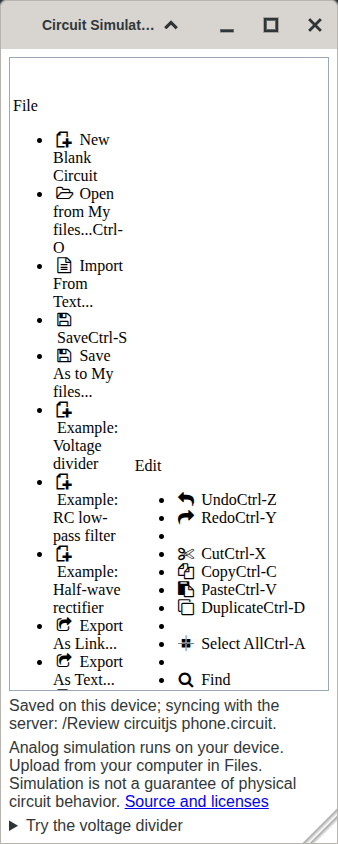 Circuit Simulat…
File
New
Blank
Circuit
Open
from My
files...Ctrl-
O
Import
From
Text...
SaveCtrl-S
Save
As to My
files...
Example:
Voltage
divider
Example:
RC low-
pass filter
Example:
Half-wave
rectifier
Export
As Link...
Export
As Text...
Edit
UndoCtrl-Z
RedoCtrl-Y
CutCtrl-X
CopyCtrl-C
PasteCtrl-V
DuplicateCtrl-D
Select AllCtrl-A
Find
Saved on this device; syncing with the
server: /Review circuitjs phone.circuit.
Analog simulation runs on your device.
Upload from your computer in Files.
Simulation is not a guarantee of physical
circuit behavior. Source and licenses
Try the voltage divider